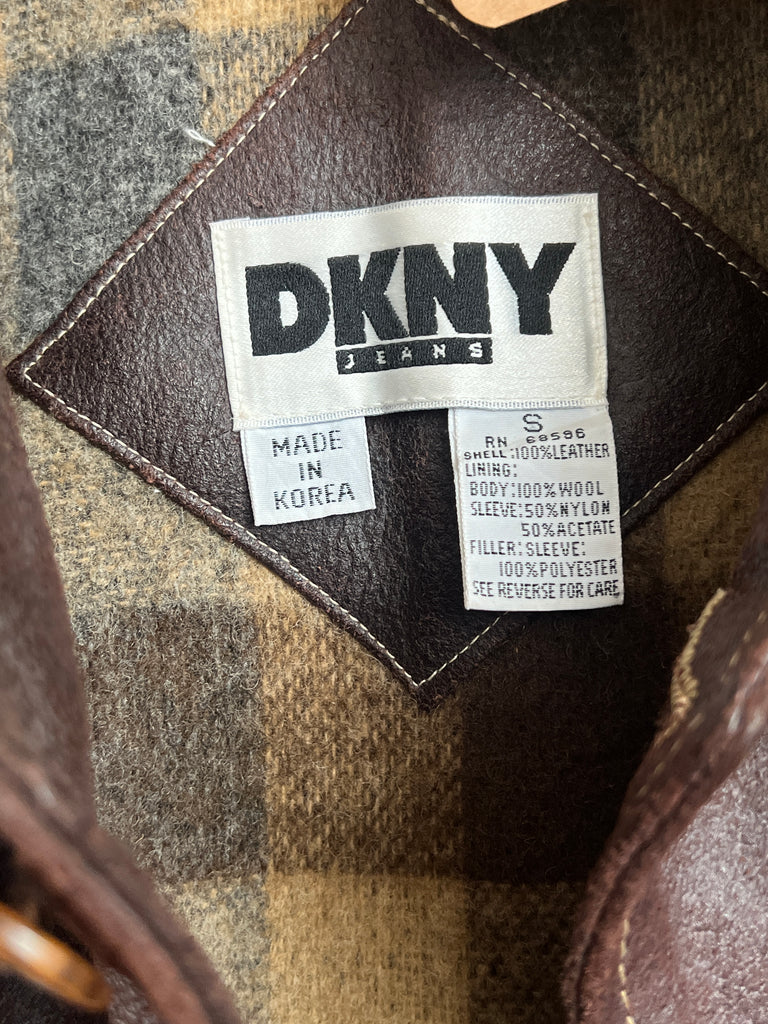 DKNY
JEANS
MADE
IN
KOREA
S
RN 68596
SHELL:100%LEATHER
LINING:
BODY:100%WOOL
SLEEVE:50%NYLON
50%ACETATE
FILLER:SLEEVE:
100%POLYESTER
SEE REVERSE FOR CARE